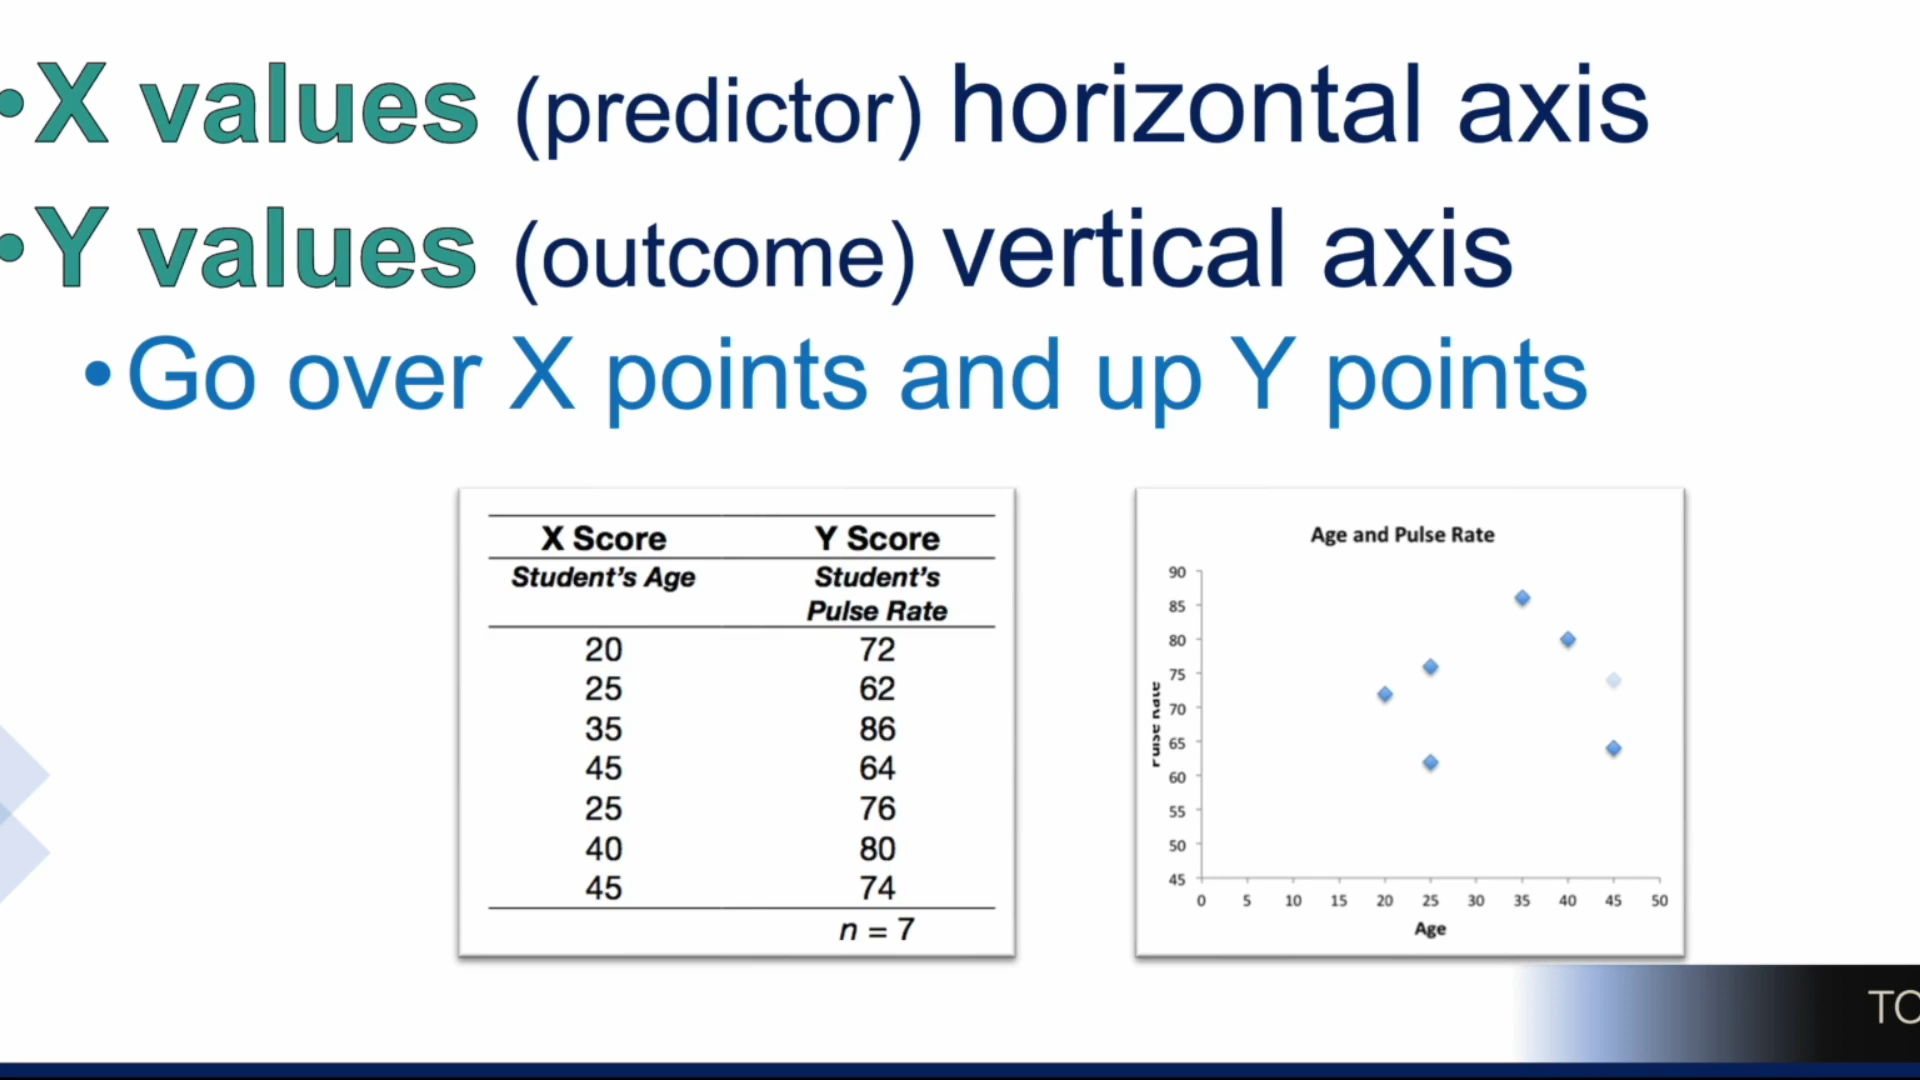 •X values (predictor) horizontal axis
•Y values (outcome) vertical axis
•Go over X points and up Y points
X Score Y Score
Student's Age Student's
Pulse Rate
20 72
25 62
35 86
45 64
25 76
40 80
45 74
n = 7
Age and Pulse Rate
90
85
80
75
70
65
60
55
50
45
Pulse Rate
0 5 10 15 20 25 30 35 40 45 50
Age
TO